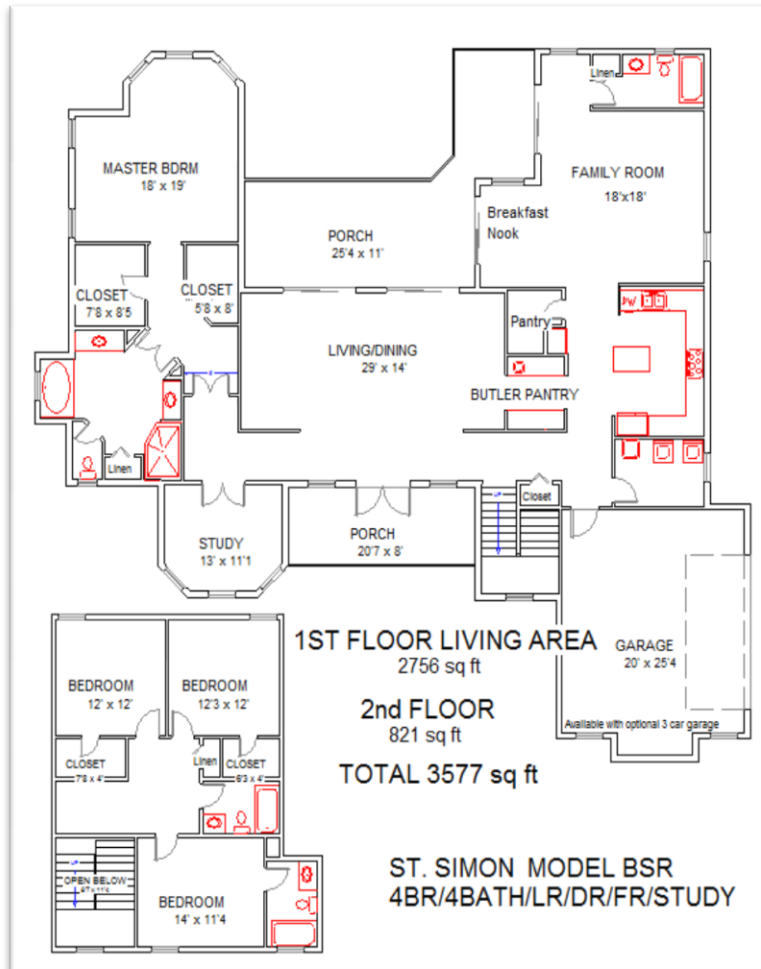 Linen
MASTER BDRM
18' x 19'
FAMILY ROOM
18'x18'
Breakfast
Nook
PORCH
25'4 x 11'
CLOSET
7'8 x 8'5
CLOSET
5'8 x 8'
Pantry
LIVING/DINING
29' x 14'
BUTLER PANTRY
Linen
Closet
STUDY
13' x 11'1
PORCH
20'7 x 8'
1ST FLOOR LIVING AREA
2756 sq ft
GARAGE
20' x 25'4
BEDROOM
12' x 12'
BEDROOM
12'3 x 12'
2nd FLOOR
821 sq ft
Available with optional 3 car garage
CLOSET
7'8 x 4'
Linen
CLOSET
6'3 x 4'
TOTAL 3577 sq ft
ST. SIMON MODEL BSR
4BR/4BATH/LR/DR/FR/STUDY
OPEN BELOW
BEDROOM
14' x 11'4